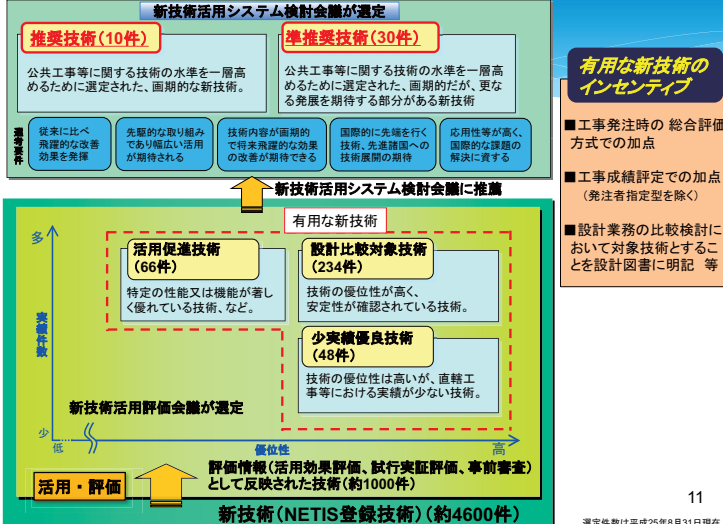 新技術活用システム検討会議が選定
推奨技術(10件)
公共工事等に関する技術の水準を一層高
めるために選定された、画期的な新技術。
準推奨技術(30件)
公共工事等に関する技術の水準を一層高
めるために選定された、画期的だが、更な
る発展を期待する部分がある新技術
選考要件
従来に比べ
飛躍的な改善
効果を発揮
先駆的な取り組み
であり幅広い活用
が期待される
技術内容が画期的
で将来飛躍的な効果
の改善が期待できる
国際的に先端を行く
技術、先進諸国への
技術展開の期待
応用性等が高く、
国際的な課題の
解決に資する
新技術活用システム検討会議に推薦
有用な新技術
多
実績件数
少
低
優位性
高
活用促進技術
(66件)
特定の性能又は機能が著し
く優れている技術、など。
設計比較対象技術
(234件)
技術の優位性が高く、
安定性が確認されている技術。
少実績優良技術
(48件)
技術の優位性は高いが、直轄工
事等における実績が少ない技術。
新技術活用評価会議が選定
活用・評価
評価情報(活用効果評価、試行実証評価、事前審査)
として反映された技術(約1000件)
新技術(NETIS登録技術)(約4600件)
有用な新技術の
インセンティブ
■工事発注時の 総合評価
方式での加点
■工事成績評定での加点
(発注者指定型を除く)
■設計業務の比較検討に
おいて対象技術とするこ
とを設計図書に明記 等
11
選定件数は平成25年8月31日現在